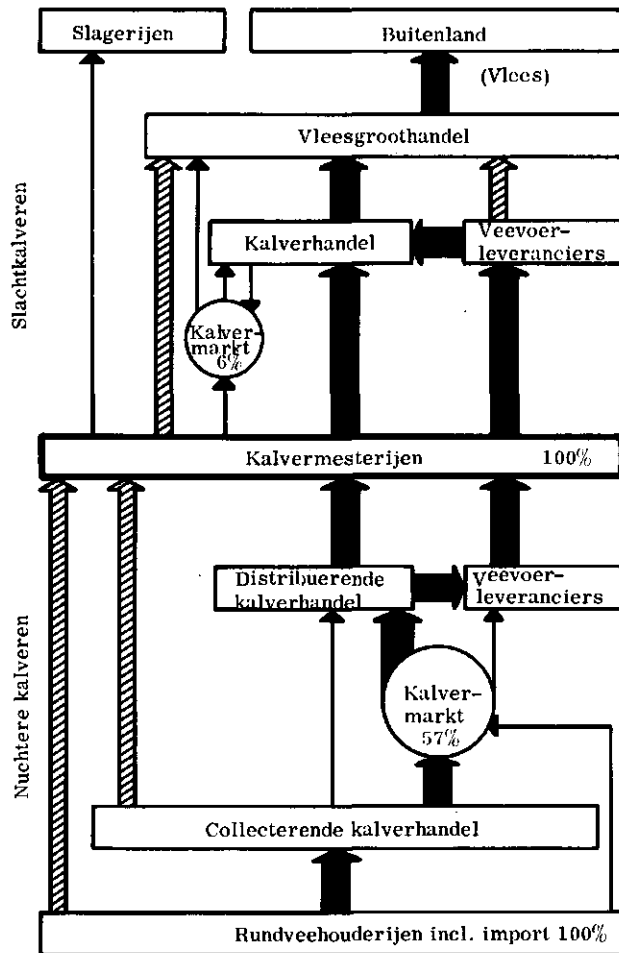 Slagerijen
Buitenland
(Vlees)
Vleesgroothandel
Slachtkalveren
Kalverhandel
Veevoer-
leveranciers
Kalver-
markt
6%
Kalvermesterijen 100%
Nuchtere kalveren
Distribuerende
kalverhandel
Veevoer-
leveranciers
Kalver-
markt
57%
Collecterende kalverhandel
Rundveehouderijen incl. import 100%